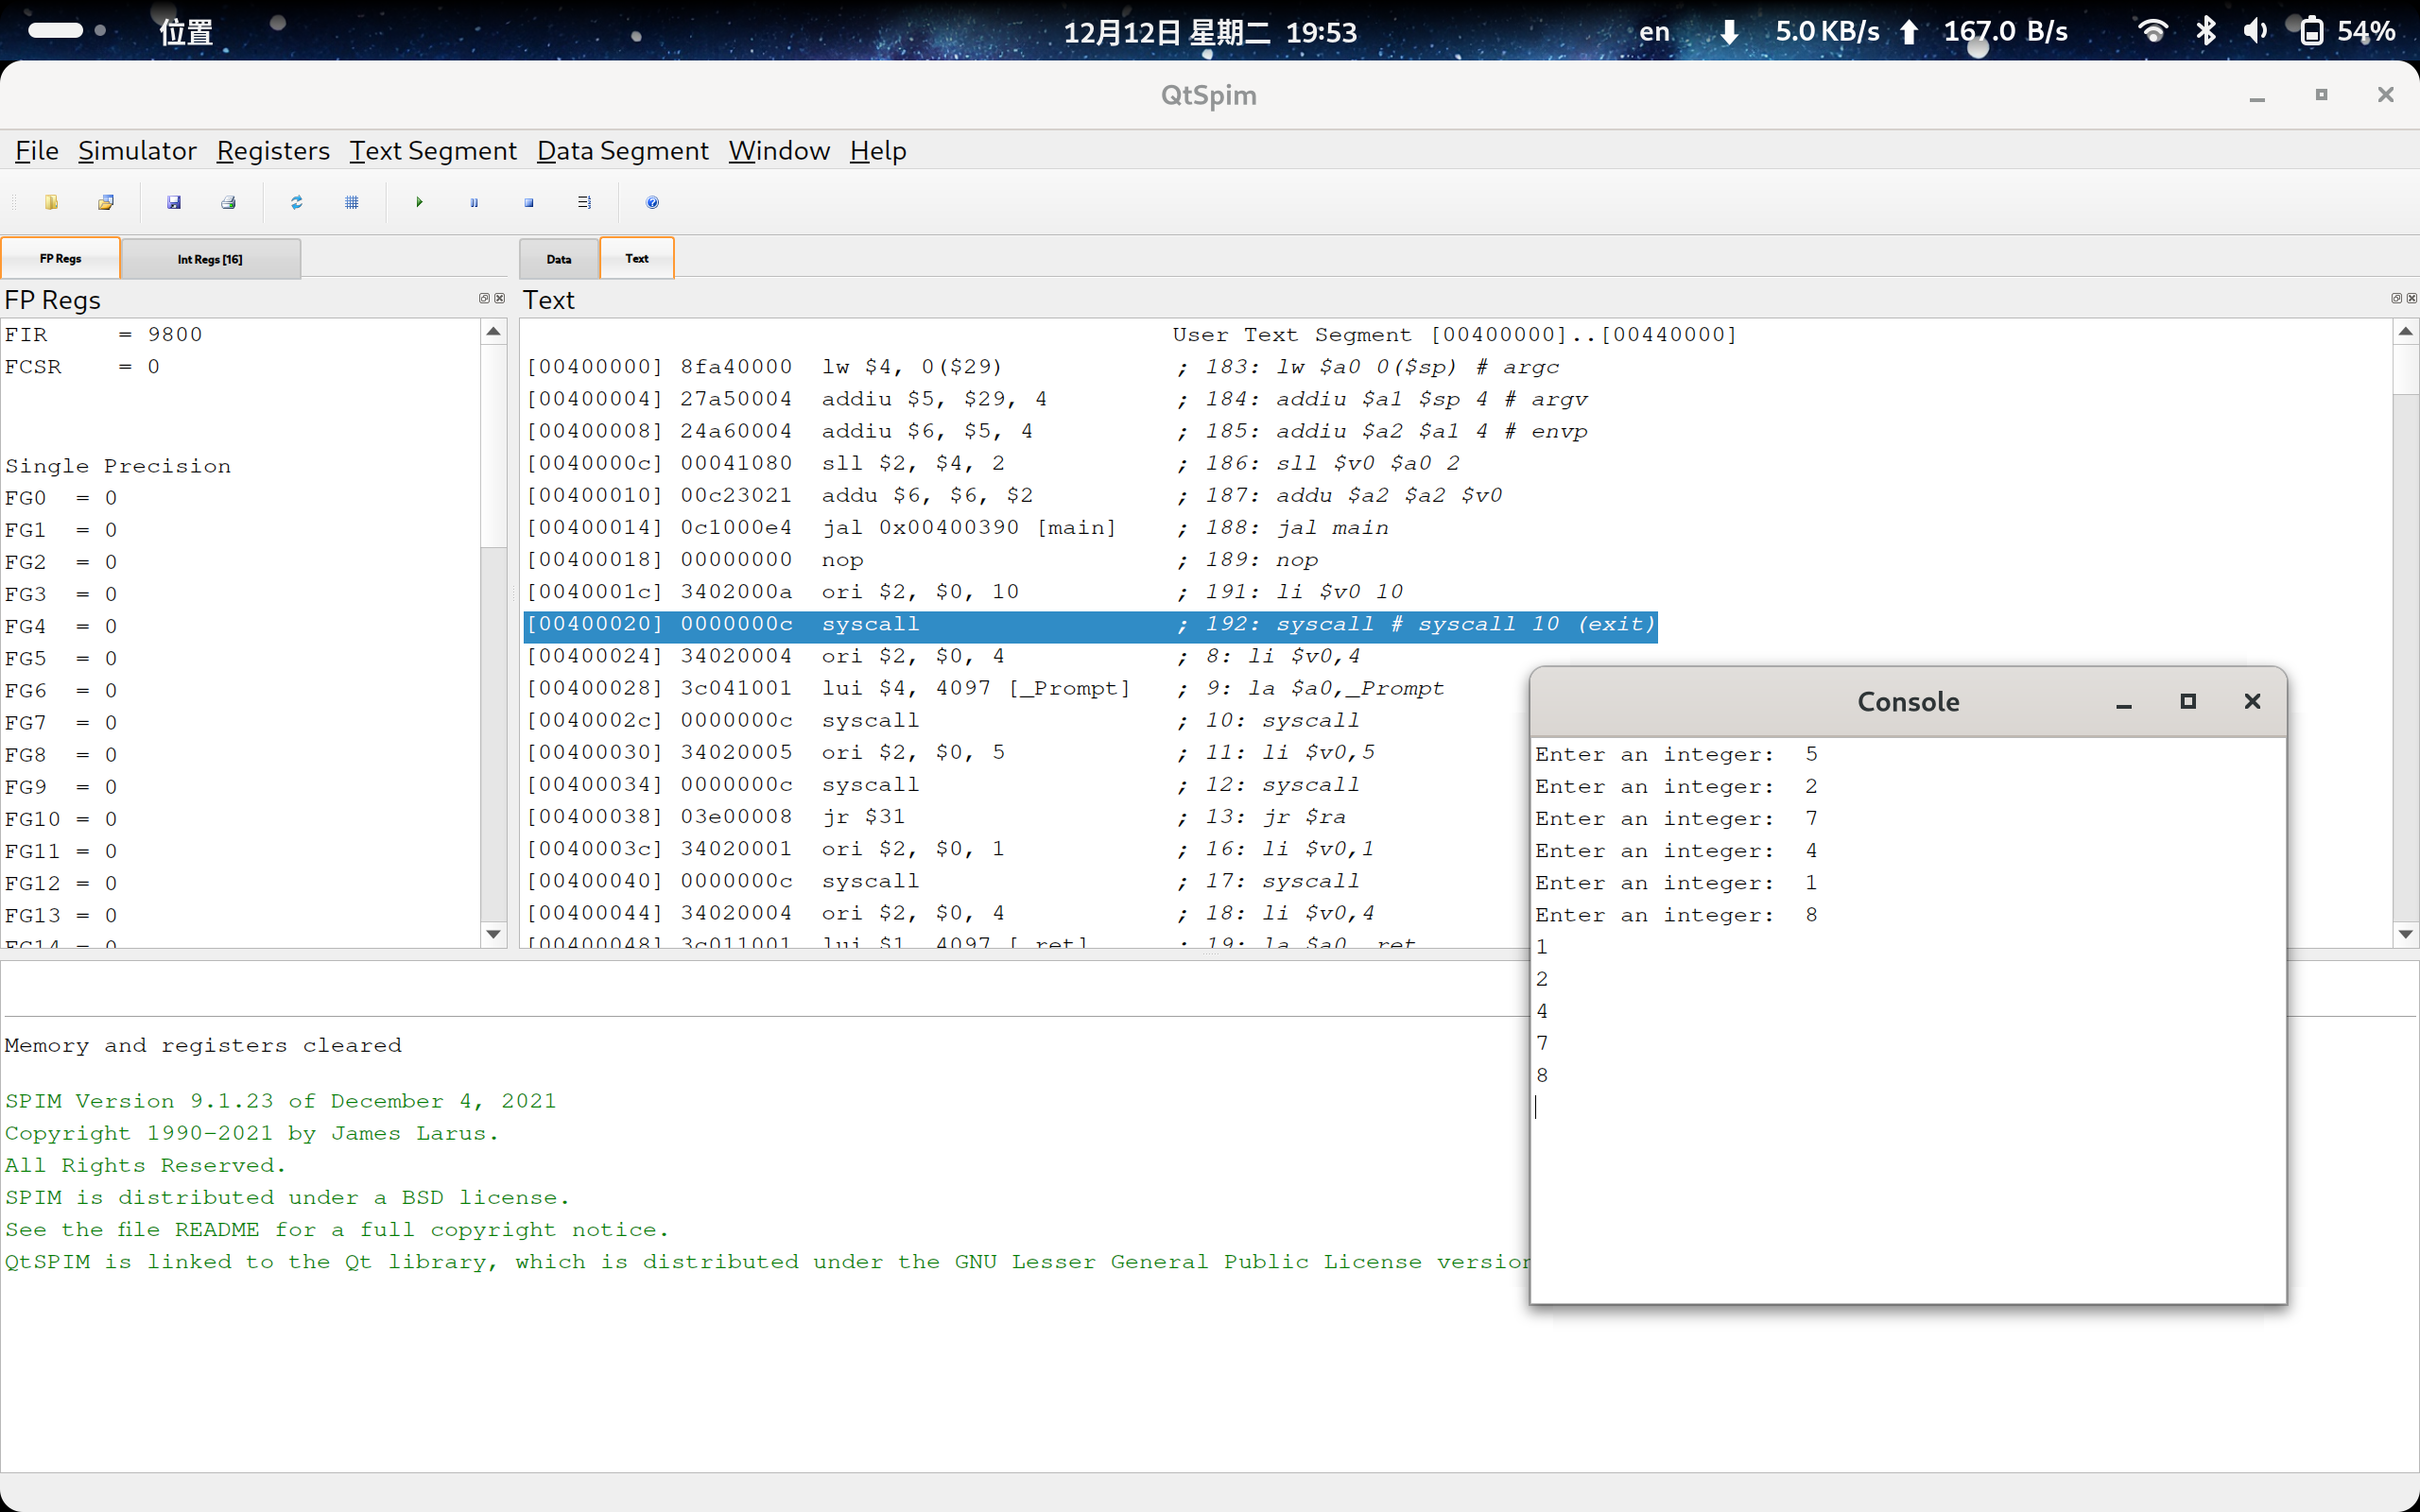 位置 12月12日 星期二 19:53 en 5.0 KB/s 167.0 B/s 54%
QtSpim
File Simulator Registers Text Segment Data Segment Window Help
FP Regs Int Regs [16] Data Text
FP Regs
FIR = 9800
FCSR = 0
Single Precision
FG0 = 0
FG1 = 0
FG2 = 0
FG3 = 0
FG4 = 0
FG5 = 0
FG6 = 0
FG7 = 0
FG8 = 0
FG9 = 0
FG10 = 0
FG11 = 0
FG12 = 0
FG13 = 0
FG14 = 0
Text
User Text Segment [00400000]..[00440000]
[00400000] 8fa40000 lw $4, 0($29) ; 183: lw $a0 0($sp) # argc
[00400004] 27a50004 addiu $5, $29, 4 ; 184: addiu $a1 $sp 4 # argv
[00400008] 24a60004 addiu $6, $5, 4 ; 185: addiu $a2 $a1 4 # envp
[0040000c] 00041080 sll $2, $4, 2 ; 186: sll $v0 $a0 2
[00400010] 00c23021 addu $6, $6, $2 ; 187: addu $a2 $a2 $v0
[00400014] 0c1000e4 jal 0x00400390 [main] ; 188: jal main
[00400018] 00000000 nop ; 189: nop
[0040001c] 3402000a ori $2, $0, 10 ; 191: li $v0 10
[00400020] 0000000c syscall ; 192: syscall # syscall 10 (exit)
[00400024] 34020004 ori $2, $0, 4 ; 8: li $v0,4
[00400028] 3c041001 lui $4, 4097 [_Prompt] ; 9: la $a0,_Prompt
[0040002c] 0000000c syscall ; 10: syscall
[00400030] 34020005 ori $2, $0, 5 ; 11: li $v0,5
[00400034] 0000000c syscall ; 12: syscall
[00400038] 03e00008 jr $31 ; 13: jr $ra
[0040003c] 34020001 ori $2, $0, 1 ; 16: li $v0,1
[00400040] 0000000c syscall ; 17: syscall
[00400044] 34020004 ori $2, $0, 4 ; 18: li $v0,4
[00400048] 3c011001 lui $1, 4097 [_ret] ; 19: la $a0,_ret
Console
Enter an integer: 5
Enter an integer: 2
Enter an integer: 7
Enter an integer: 4
Enter an integer: 1
Enter an integer: 8
1
2
4
7
8
Memory and registers cleared
SPIM Version 9.1.23 of December 4, 2021
Copyright 1990-2021 by James Larus.
All Rights Reserved.
SPIM is distributed under a BSD license.
See the file README for a full copyright notice.
QtSPIM is linked to the Qt library, which is distributed under the GNU Lesser General Public License version